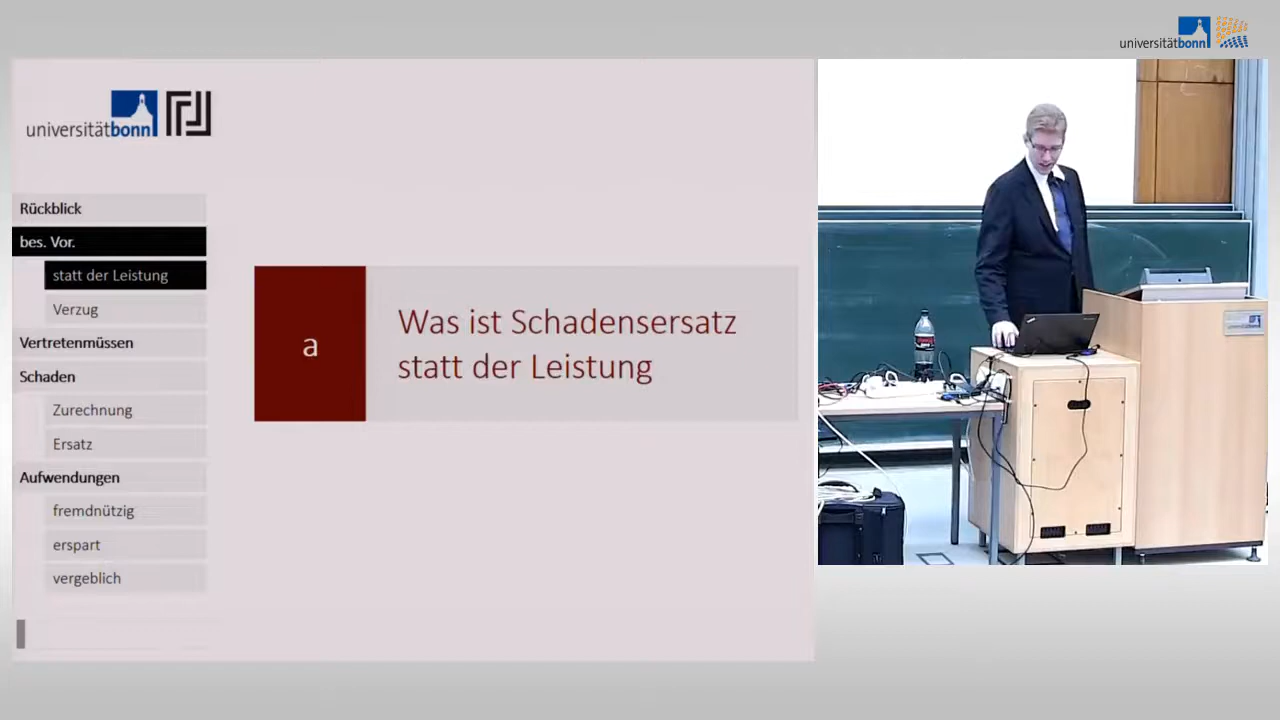 universitätbonn
universitätbonn
Rückblick
bes. Vor.
statt der Leistung
Verzug
Vertretenmüssen
Schaden
Zurechnung
Ersatz
Aufwendungen
fremdnützig
erspart
vergeblich
a
Was ist Schadensersatz
statt der Leistung